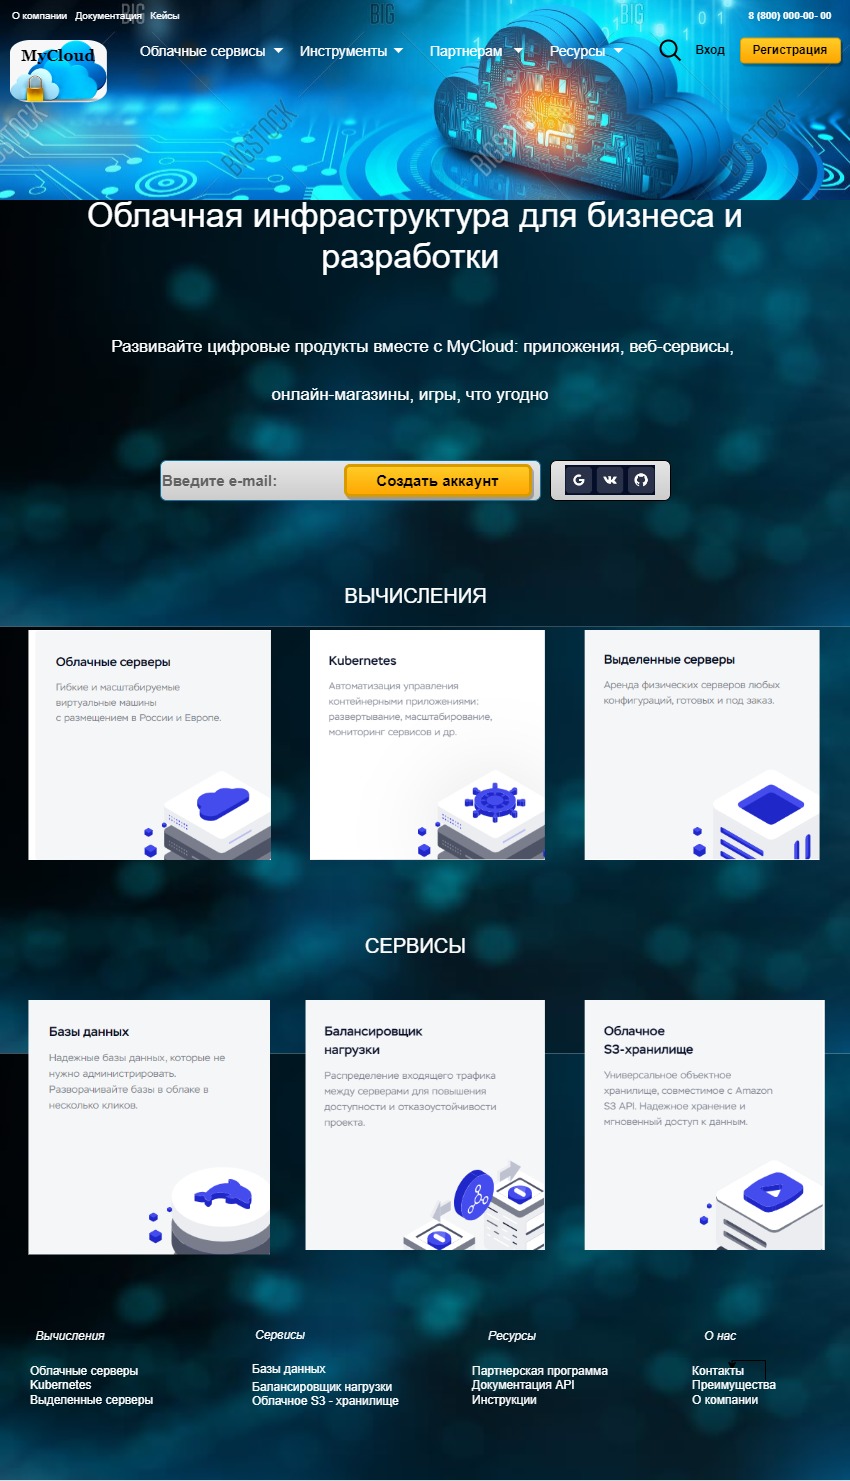 О компании Документация Кейсы 8 (800) 000-00- 00
BIG BIG BIG
MyCloud Облачные сервисы Инструменты Партнерам Ресурсы Вход Регистрация
BIGSTOCK BIGSTOCK BIGSTOCK BIGSTOCK
Облачная инфраструктура для бизнеса и
разработки
Развивайте цифровые продукты вместе с MyCloud: приложения, веб-сервисы,
онлайн-магазины, игры, что угодно
Введите e-mail: Создать аккаунт
ВЫЧИСЛЕНИЯ
Облачные серверы
Гибкие и масштабируемые
виртуальные машины
с размещением в России и Европе.
Kubernetes
Автоматизация управления
контейнерными приложениями:
развертывание, масштабирование,
мониторинг сервисов и др.
Выделенные серверы
Аренда физических серверов любых
конфигураций, готовых и под заказ.
СЕРВИСЫ
Базы данных
Надежные базы данных, которые не
нужно администрировать.
Разворачивайте базы в облаке в
несколько кликов.
Балансировщик
нагрузки
Распределение входящего трафика
между серверами для повышения
доступности и отказоустойчивости
проекта.
Облачное
S3-хранилище
Универсальное объектное
хранилище, совместимое с Amazon
S3 API. Надежное хранение и
мгновенный доступ к данным.
Вычисления
Облачные серверы
Kubernetes
Выделенные серверы
Сервисы
Базы данных
Балансировщик нагрузки
Облачное S3 - хранилище
Ресурсы
Партнерская программа
Документация API
Инструкции
О нас
Контакты
Преимущества
О компании